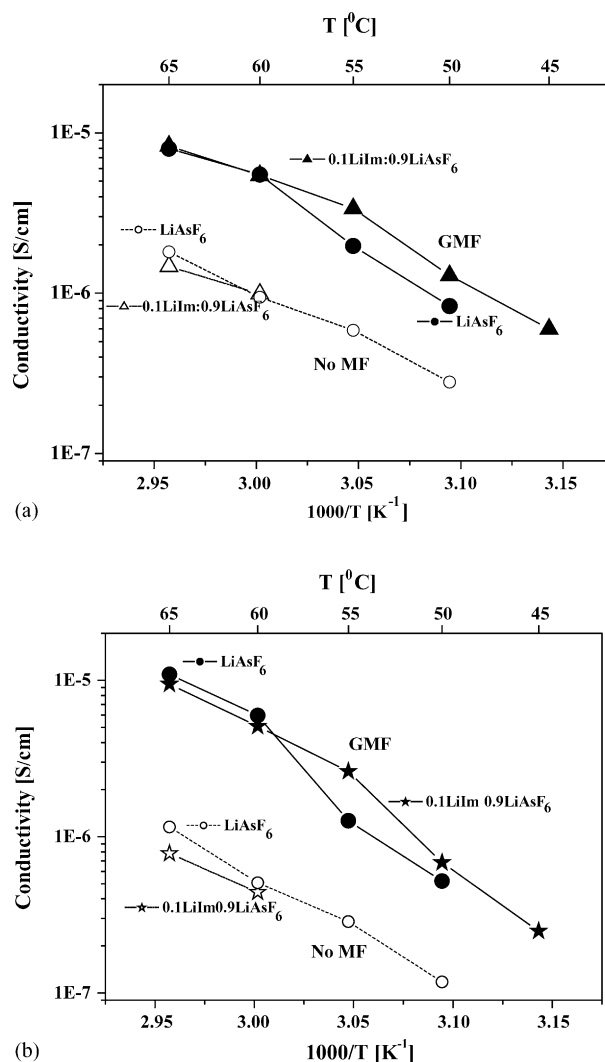 T [⁰C]
65 60 55 50 45
1E-5
0.1LiIm:0.9LiAsF₆
LiAsF₆
GMF
1E-6
0.1LiIm:0.9LiAsF₆
LiAsF₆
No MF
1E-7
Conductivity [S/cm]
2.95 3.00 3.05 3.10 3.15
(a)
1000/T [K⁻¹]
T [⁰C]
65 60 55 50 45
LiAsF₆
1E-5
GMF
0.1LiIm 0.9LiAsF₆
LiAsF₆
1E-6
0.1LiIm0.9LiAsF₆
No MF
1E-7
Conductivity [S/cm]
2.95 3.00 3.05 3.10 3.15
(b)
1000/T [K⁻¹]